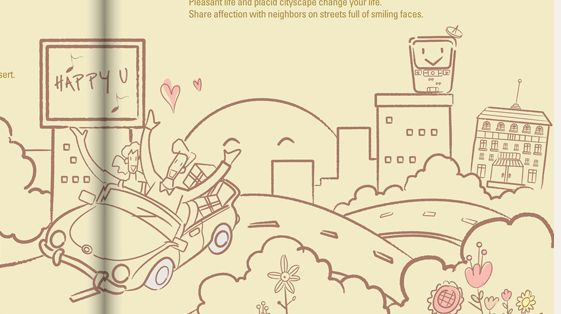 Pleasant life and placid cityscape change your life.
Share affection with neighbors on streets full of smiling faces.
sert.
HAPPY U